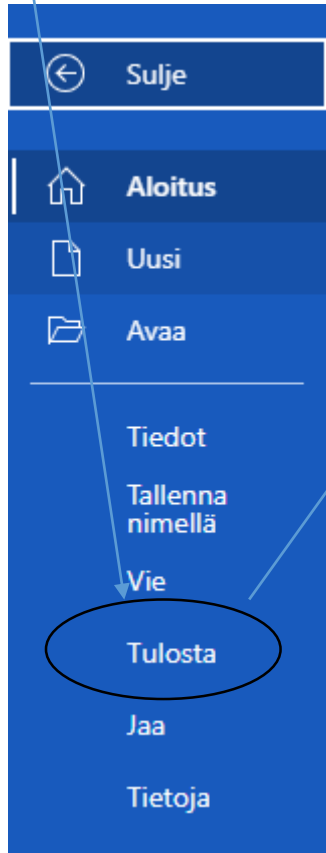 Sulje
Aloitus
Uusi
Avaa
Tiedot
Tallenna
nimellä
Vie
Tulosta
Jaa
Tietoja